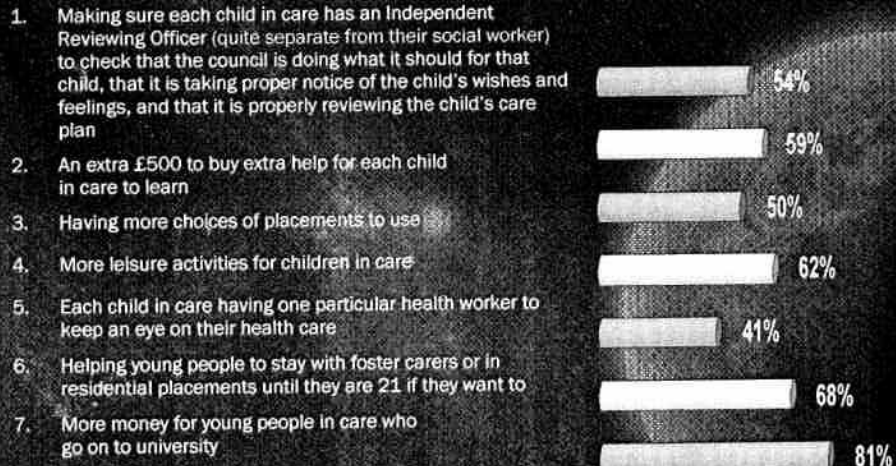 1. Making sure each child in care has an Independent
Reviewing Officer (quite separate from their social worker)
to check that the council is doing what it should for that
child, that it is taking proper notice of the child's wishes and
feelings, and that it is properly reviewing the child's care
plan
54%
2. An extra £500 to buy extra help for each child
in care to learn
59%
3. Having more choices of placements to use
50%
4. More leisure activities for children in care
62%
5. Each child in care having one particular health worker to
keep an eye on their health care
41%
6. Helping young people to stay with foster carers or in
residential placements until they are 21 if they want to
68%
7. More money for young people in care who
go on to university
81%